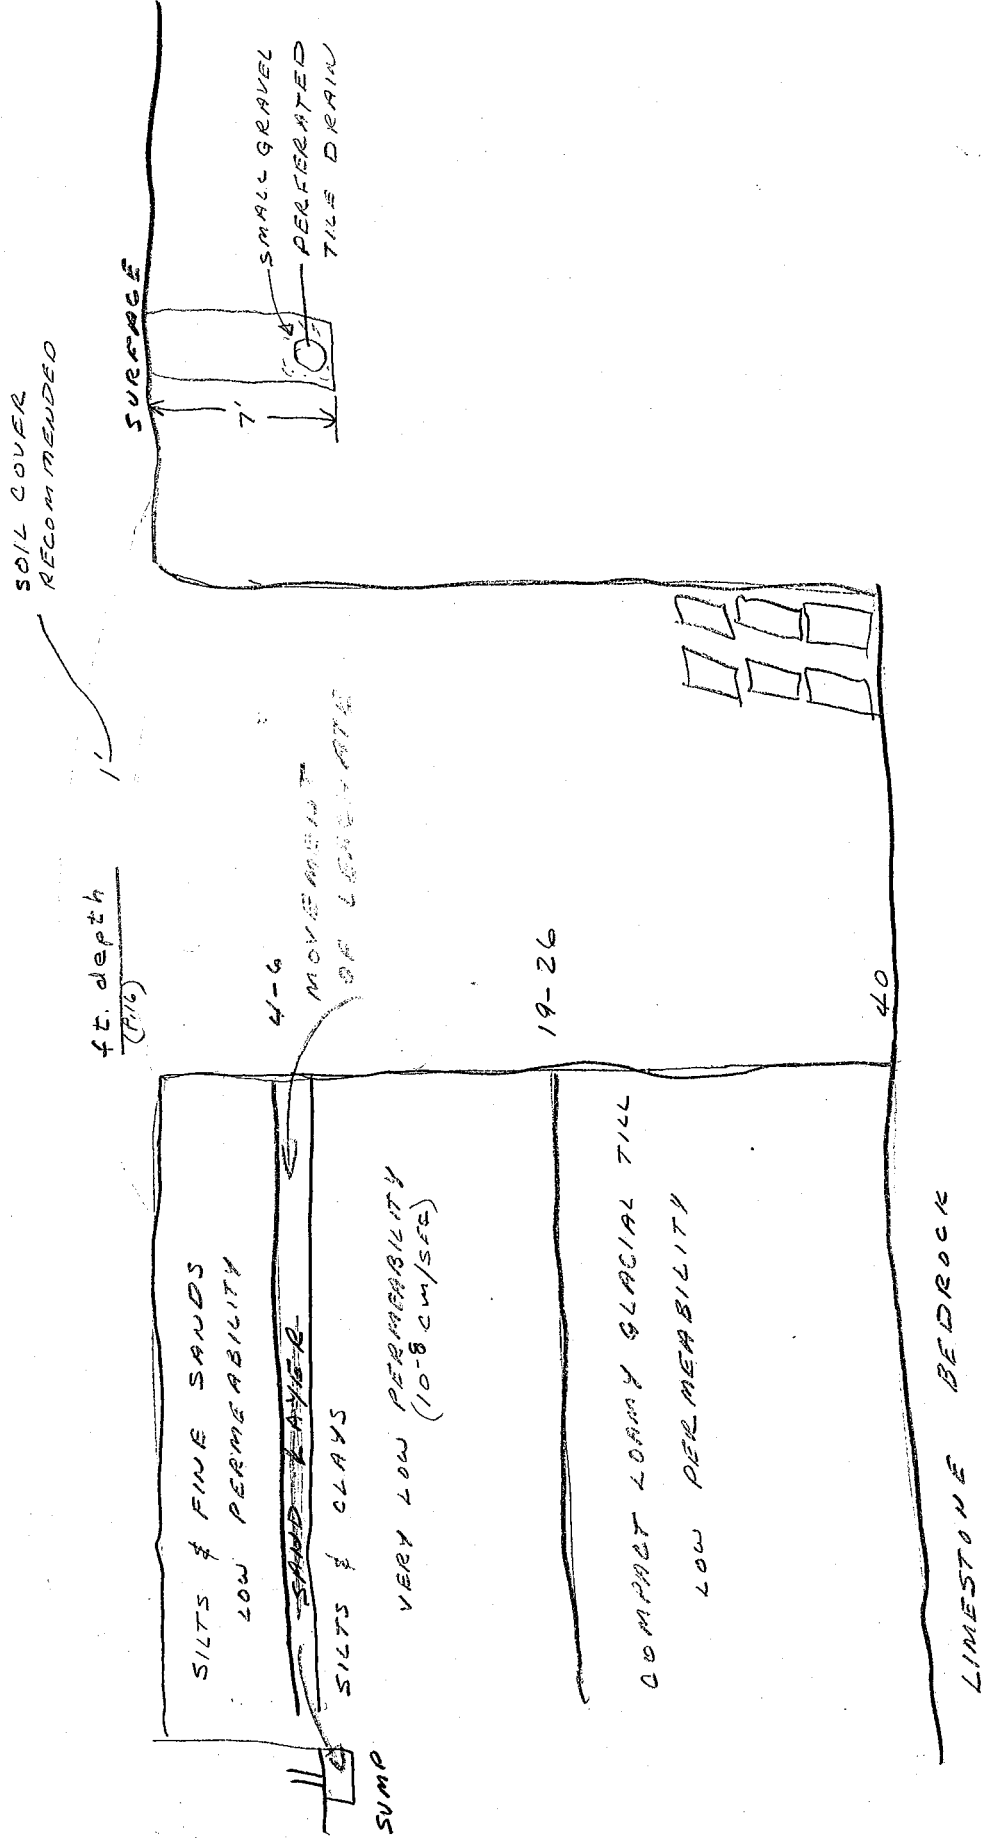 SOIL COVER
RECOMMENDED
1'
ft. depth
(P.16)
SURFACE
7'
SMALL GRAVEL
PERFERATED
TILE DRAIN
SILTS & FINE SANDS
LOW PERMEABILITY
4-6
MOVEMENT
OF LEACHATE
SAND LAYER
SUMP
SILTS & CLAYS
VERY LOW PERMEABILITY
(10-8 cm/SEC)
19-26
COMPACT LOAMY GLACIAL TILL
LOW PERMEABILITY
40
LIMESTONE BEDROCK